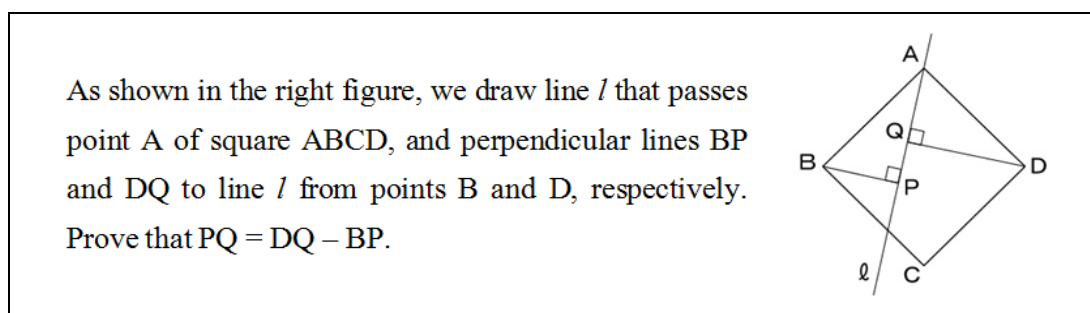 As shown in the right figure, we draw line l that passes
point A of square ABCD, and perpendicular lines BP
and DQ to line l from points B and D, respectively.
Prove that PQ = DQ – BP.
A
Q
B
D
P
ℓ
C